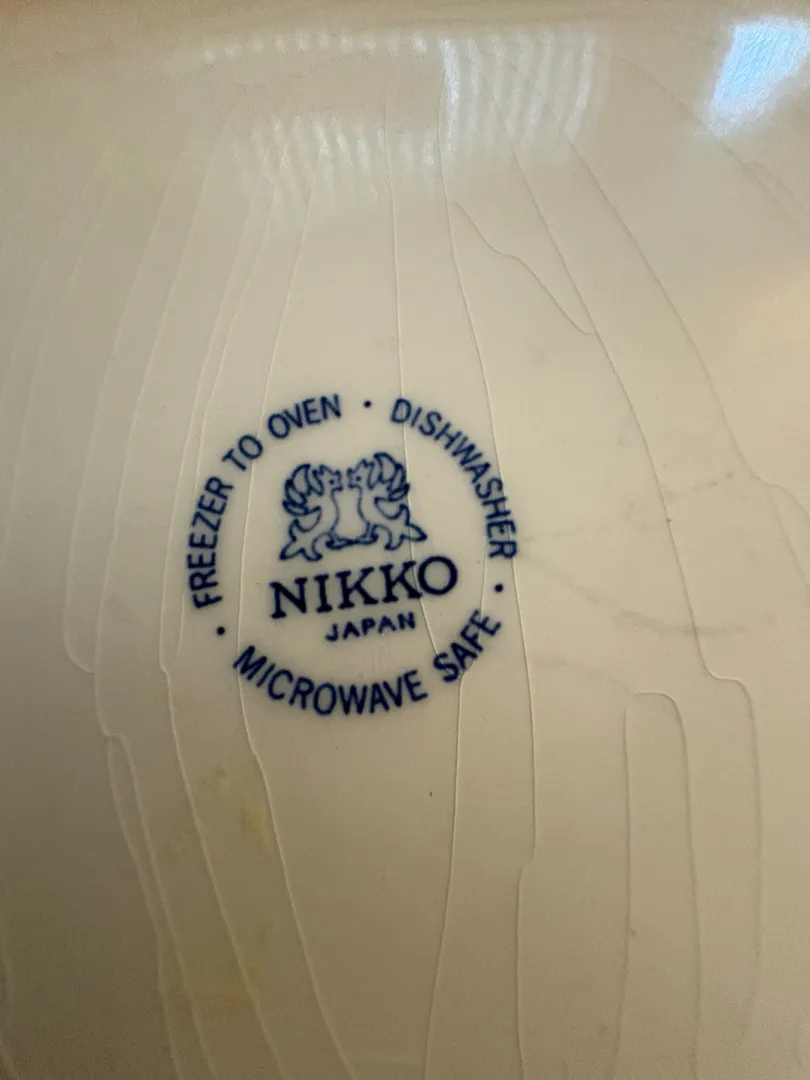 FREEZER TO OVEN · DISHWASHER ·
NIKKO
JAPAN
MICROWAVE SAFE ·